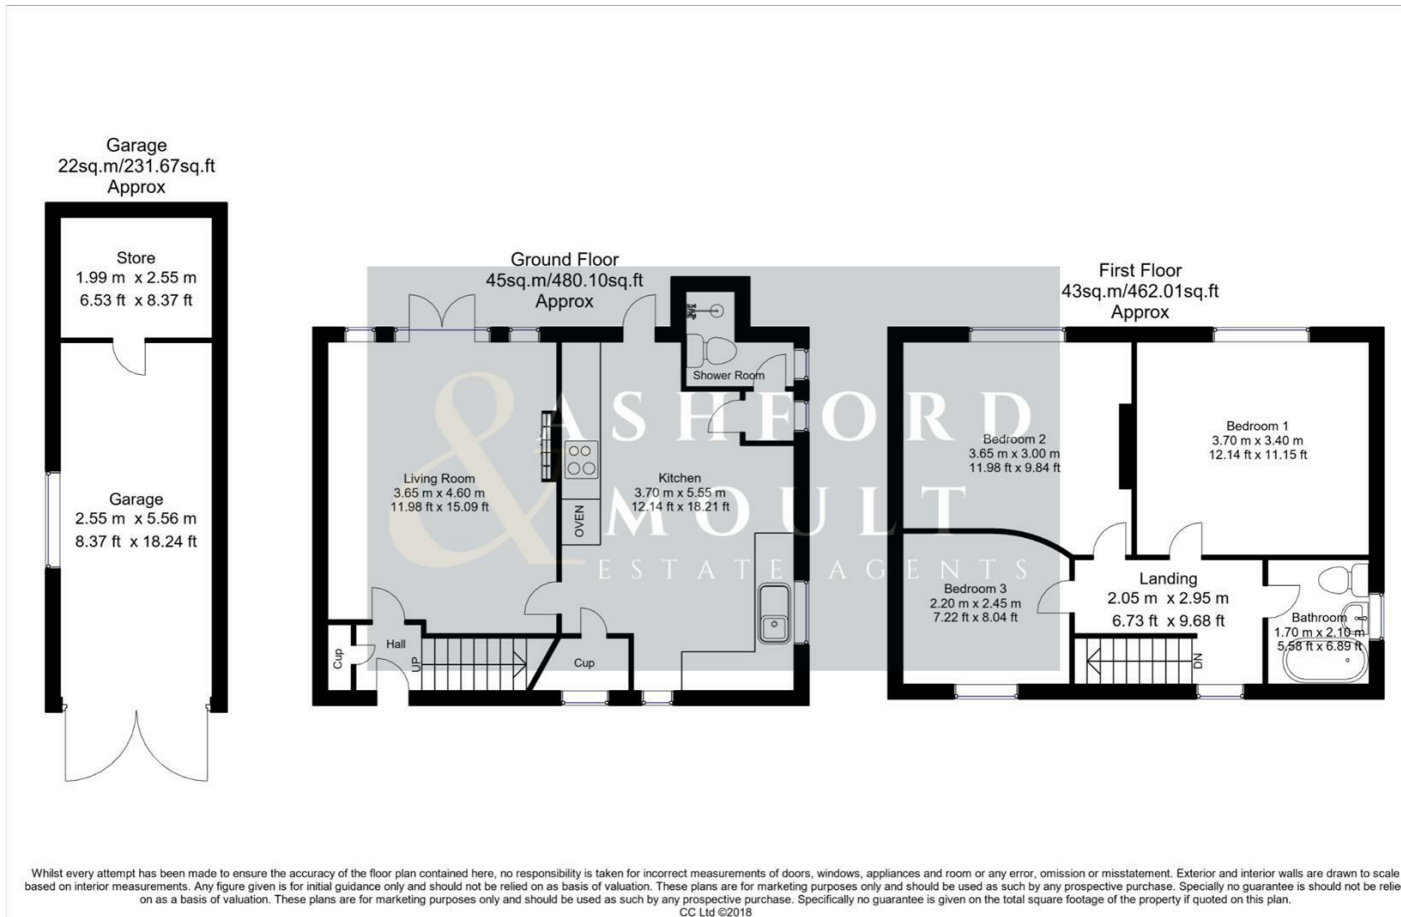 Garage
22sq.m/231.67sq.ft
Approx
Store
1.99 m x 2.55 m
6.53 ft x 8.37 ft
Garage
2.55 m x 5.56 m
8.37 ft x 18.24 ft
Ground Floor
45sq.m/480.10sq.ft
Approx
Shower Room
Living Room
3.65 m x 4.60 m
11.98 ft x 15.09 ft
OVEN
Kitchen
3.70 m x 5.55 m
12.14 ft x 18.21 ft
Cup
Hall
UP
Cup
& ASHFORD
MOULT
ESTATE AGENTS
First Floor
43sq.m/462.01sq.ft
Approx
Bedroom 2
3.65 m x 3.00 m
11.98 ft x 9.84 ft
Bedroom 1
3.70 m x 3.40 m
12.14 ft x 11.15 ft
Bedroom 3
2.20 m x 2.45 m
7.22 ft x 8.04 ft
Landing
2.05 m x 2.95 m
6.73 ft x 9.68 ft
DN
Bathroom
1.70 m x 2.10 m
5.58 ft x 6.89 ft
Whilst every attempt has been made to ensure the accuracy of the floor plan contained here, no responsibility is taken for incorrect measurements of doors, windows, appliances and room or any error, omission or misstatement. Exterior and interior walls are drawn to scale
based on interior measurements. Any figure given is for initial guidance only and should not be relied on as basis of valuation. These plans are for marketing purposes only and should be used as such by any prospective purchase. Specially no guarantee is should not be relie
on as a basis of valuation. These plans are for marketing purposes only and should be used as such by any prospective purchase. Specifically no guarantee is given on the total square footage of the property if quoted on this plan.
CC Ltd ©2018